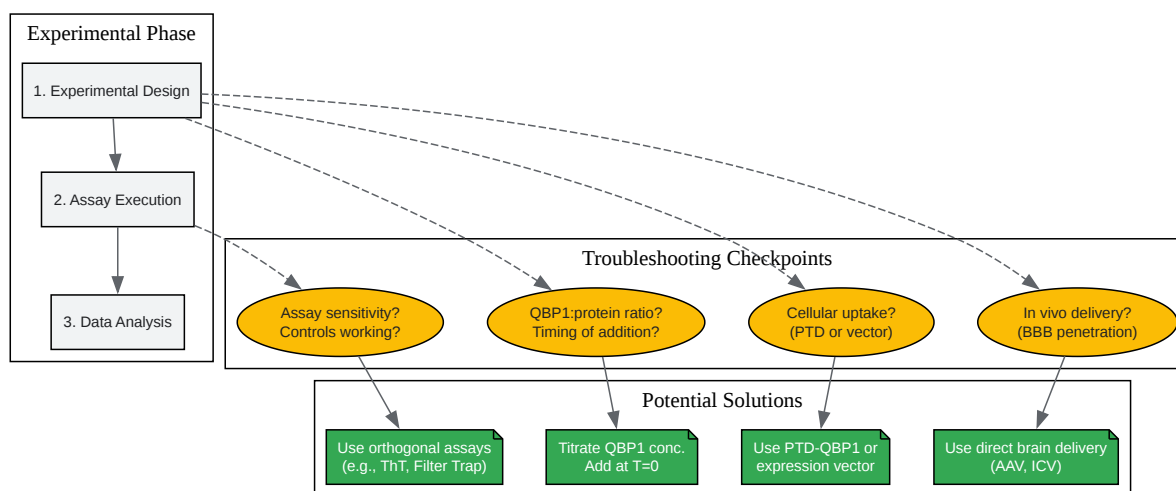 Experimental Phase
1. Experimental Design
2. Assay Execution
3. Data Analysis
Troubleshooting Checkpoints
Assay sensitivity?
Controls working?
QBP1:protein ratio?
Timing of addition?
Cellular uptake?
(PTD or vector)
In vivo delivery?
(BBB penetration)
Potential Solutions
Use orthogonal assays
(e.g., ThT, Filter Trap)
Titrate QBP1 conc.
Add at T=0
Use PTD-QBP1 or
expression vector
Use direct brain delivery
(AAV, ICV)